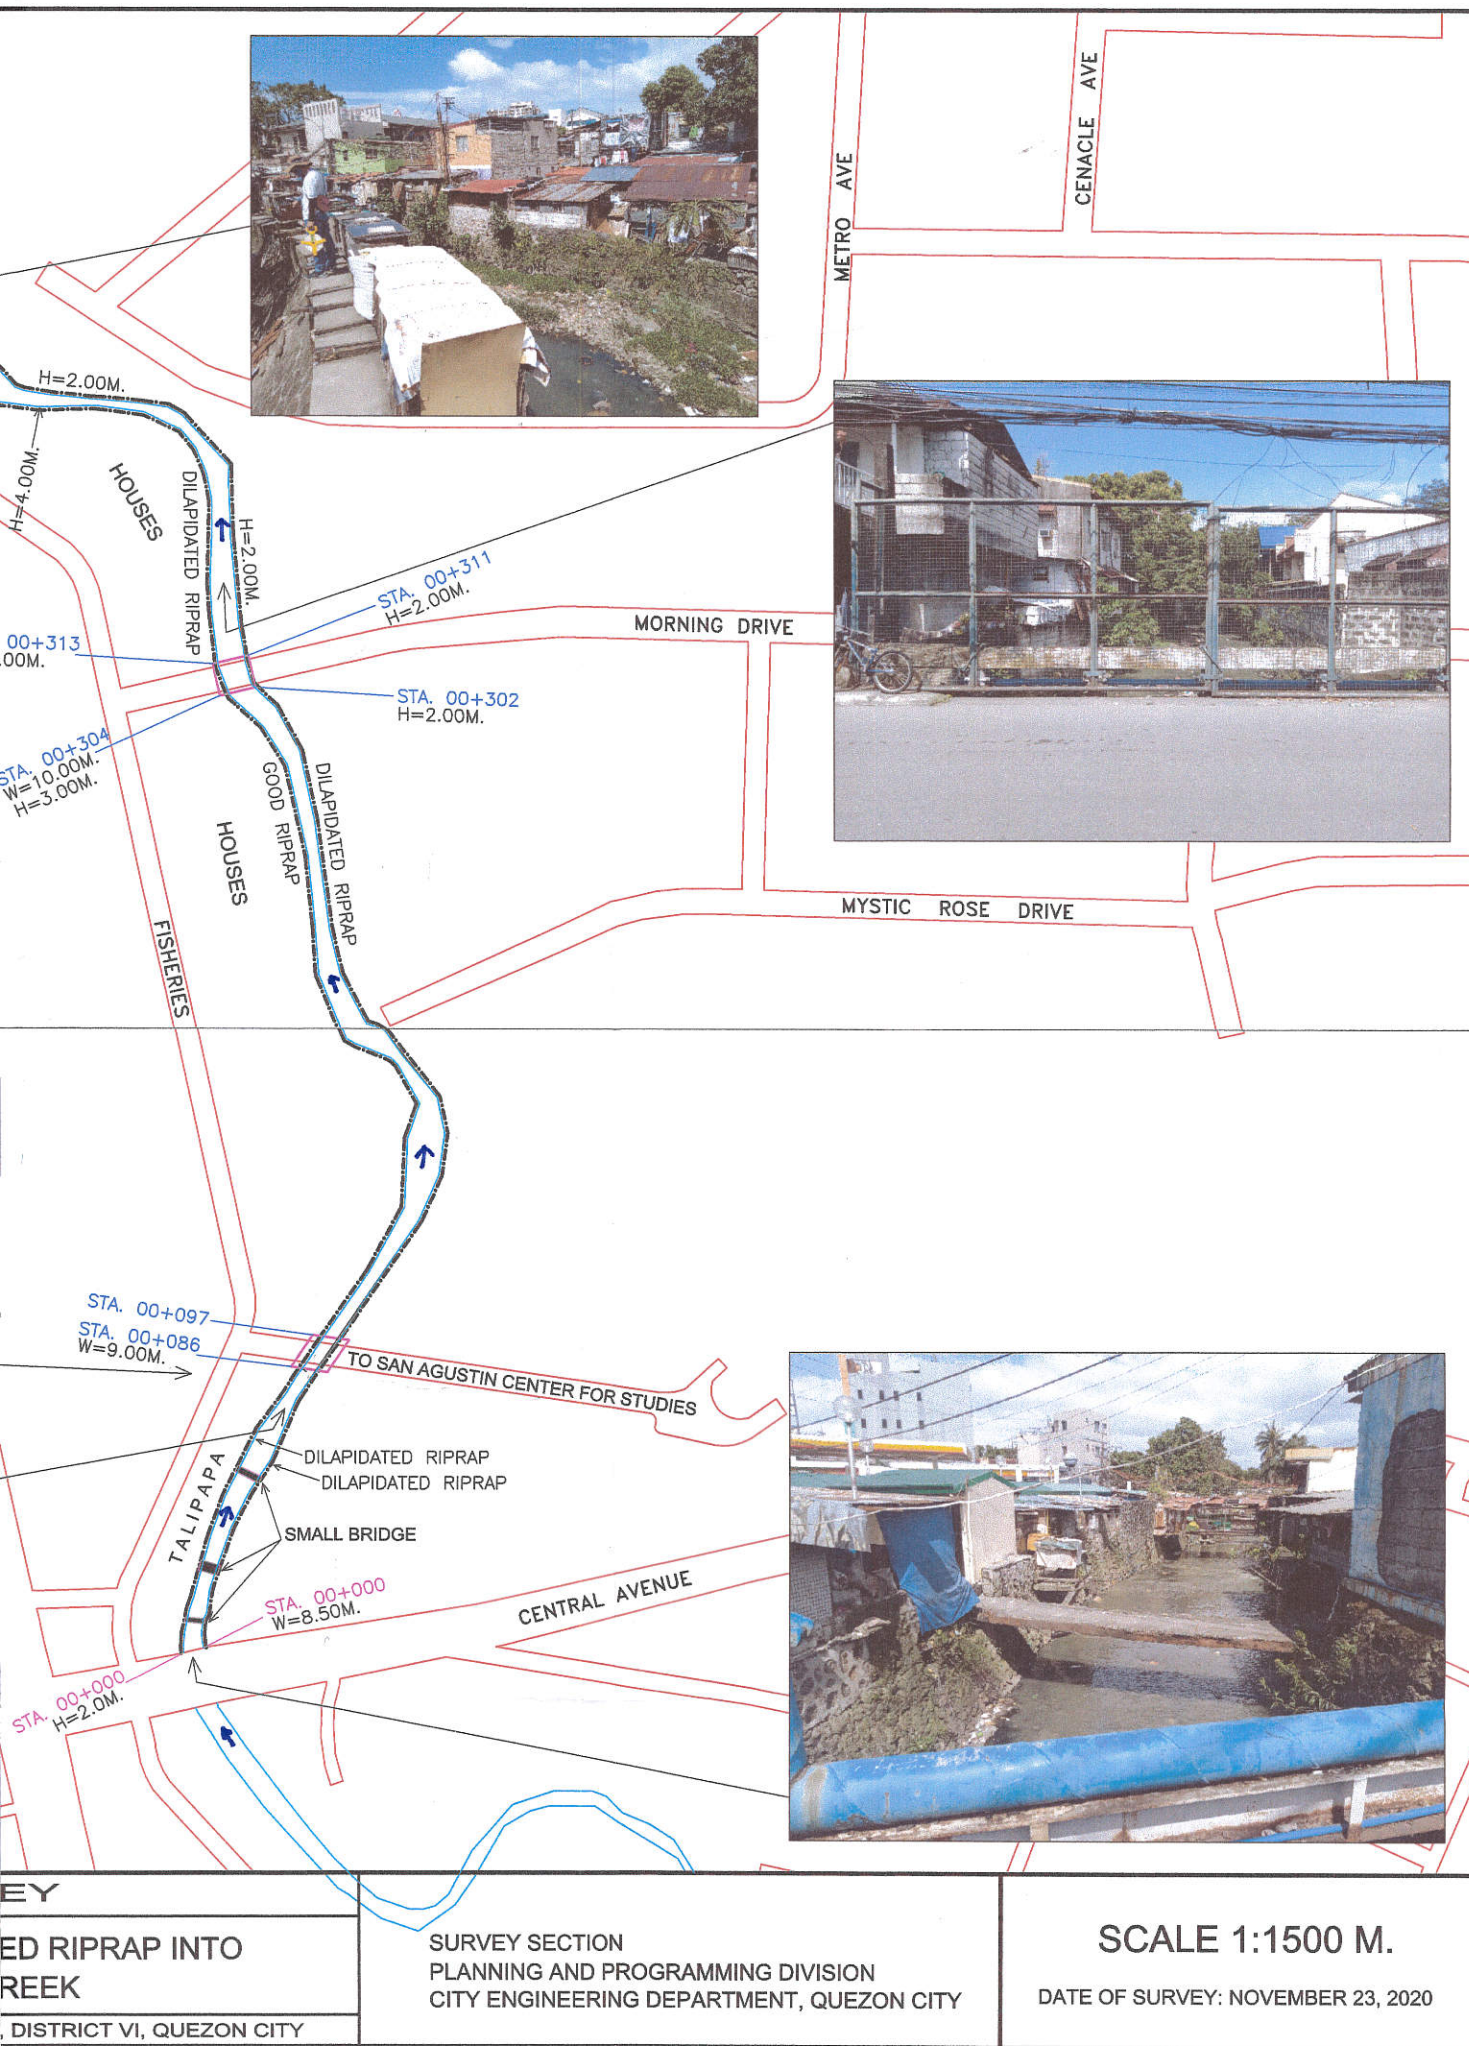 CENACLE AVE
METRO AVE
H=2.00M.
H=4.00M.
HOUSES
DILAPIDATED RIPRAP
H=2.00M.
STA. 00+311
H=2.00M.
MORNING DRIVE
00+313
.00M.
STA. 00+302
H=2.00M.
STA. 00+304
W=10.00M.
H=3.00M.
GOOD RIPRAP
DILAPIDATED RIPRAP
HOUSES
MYSTIC ROSE DRIVE
FISHERIES
STA. 00+097
STA. 00+086
W=9.00M.
TO SAN AGUSTIN CENTER FOR STUDIES
TALIPAPA
DILAPIDATED RIPRAP
DILAPIDATED RIPRAP
SMALL BRIDGE
STA. 00+000
W=8.50M.
CENTRAL AVENUE
STA. 00+000
H=2.0M.
EY
ED RIPRAP INTO
REEK
, DISTRICT VI, QUEZON CITY
SURVEY SECTION
PLANNING AND PROGRAMMING DIVISION
CITY ENGINEERING DEPARTMENT, QUEZON CITY
SCALE 1:1500 M.
DATE OF SURVEY: NOVEMBER 23, 2020